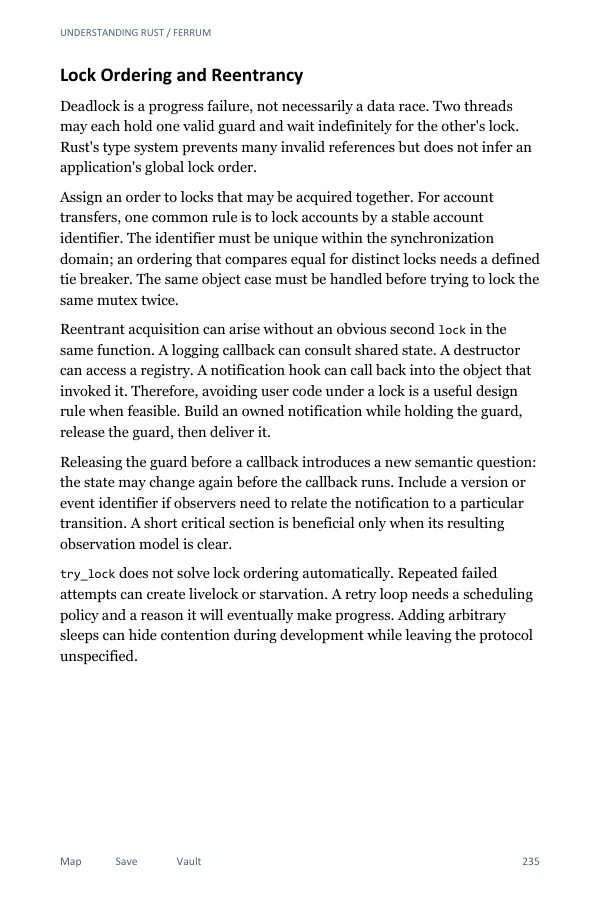 UNDERSTANDING RUST / FERRUM
Lock Ordering and Reentrancy
Deadlock is a progress failure, not necessarily a data race. Two threads
may each hold one valid guard and wait indefinitely for the other's lock.
Rust's type system prevents many invalid references but does not infer an
application's global lock order.
Assign an order to locks that may be acquired together. For account
transfers, one common rule is to lock accounts by a stable account
identifier. The identifier must be unique within the synchronization
domain; an ordering that compares equal for distinct locks needs a defined
tie breaker. The same object case must be handled before trying to lock the
same mutex twice.
Reentrant acquisition can arise without an obvious second lock in the
same function. A logging callback can consult shared state. A destructor
can access a registry. A notification hook can call back into the object that
invoked it. Therefore, avoiding user code under a lock is a useful design
rule when feasible. Build an owned notification while holding the guard,
release the guard, then deliver it.
Releasing the guard before a callback introduces a new semantic question:
the state may change again before the callback runs. Include a version or
event identifier if observers need to relate the notification to a particular
transition. A short critical section is beneficial only when its resulting
observation model is clear.
try_lock does not solve lock ordering automatically. Repeated failed
attempts can create livelock or starvation. A retry loop needs a scheduling
policy and a reason it will eventually make progress. Adding arbitrary
sleeps can hide contention during development while leaving the protocol
unspecified.
Map Save Vault 235